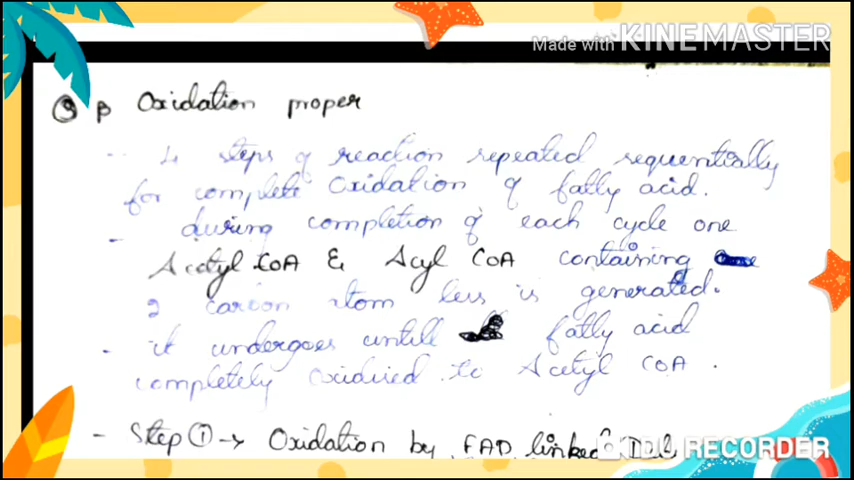 Made with KINEMASTER
③ β Oxidation proper
- 4 steps of reaction repeated sequentially
for complete Oxidation of fatty acid.
- during completion of each cycle one
Acetyl CoA & Acyl CoA containing
2 carbon atom less is generated.
- it undergoes untill fatty acid
completely oxidised to Acetyl CoA.
- Step ① → Oxidation by FAD linked
RECORDER